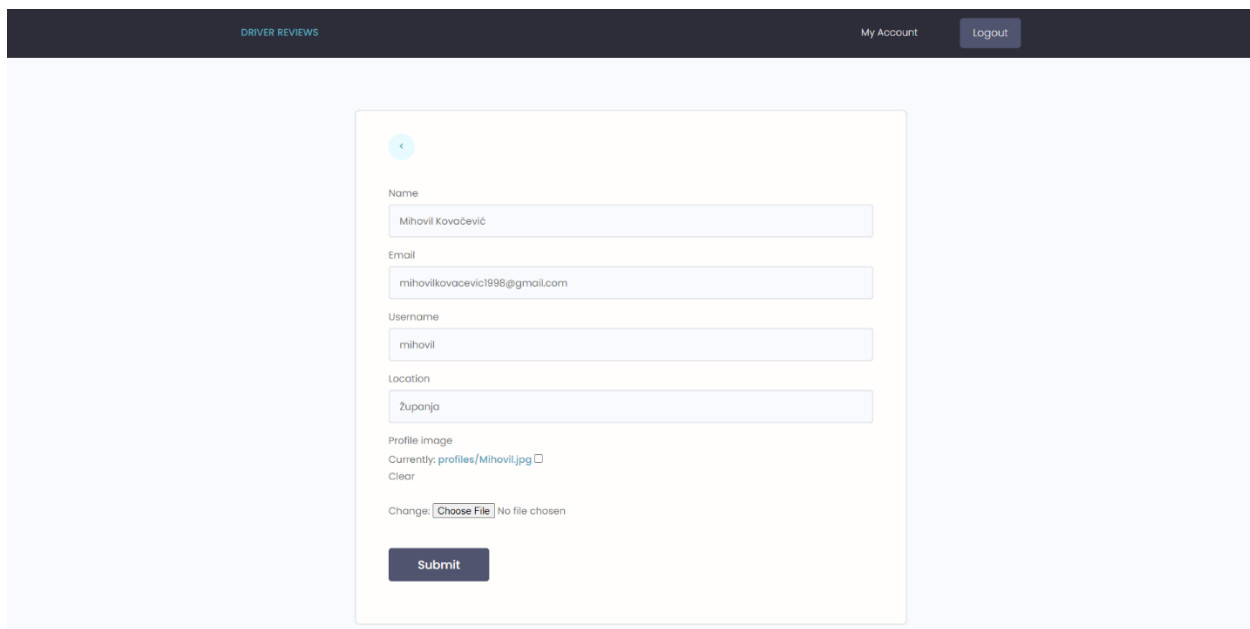 DRIVER REVIEWS My Account Logout
<
Name
Mihovil Kovačević
Email
mihovilkovacevic1998@gmail.com
Username
mihovil
Location
Županja
Profile image
Currently: profiles/Mihovil.jpg
Clear
Change: Choose File No file chosen
Submit